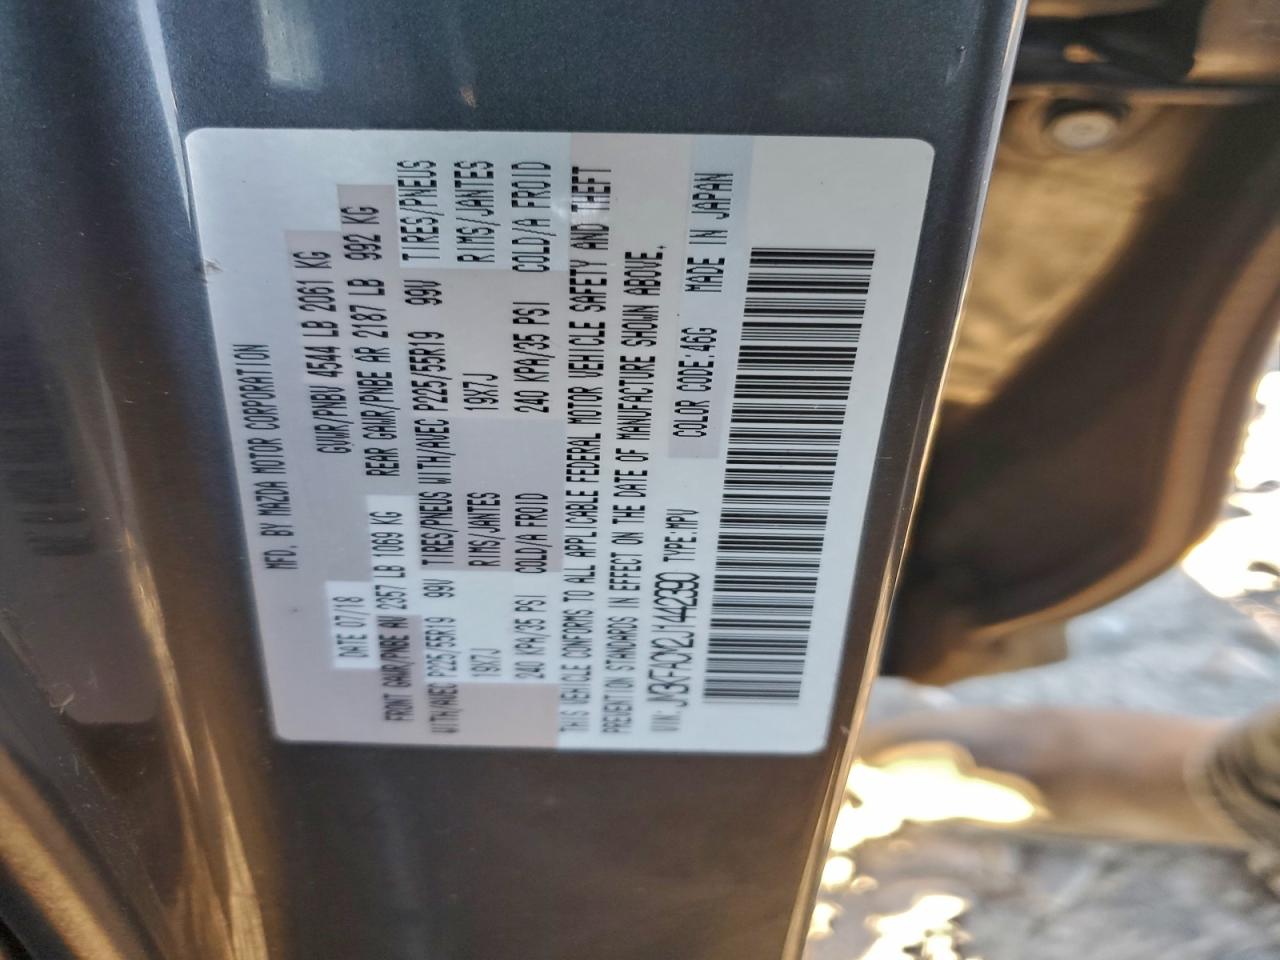 MFD. BY MAZDA MOTOR CORPORATION
DATE 07/18 GVWR/PNBV 4544 LB 2061 KG
FRONT GAWR/PNBE AV 2357 LB 1069 KG REAR GAWR/PNBE AR 2187 LB 992 KG
WITH/AVEC P225/55R19 99V TIRES/PNEUS WITH/AVEC P225/55R19 99V TIRES/PNEUS
19X7J RIMS/JANTES 19X7J RIMS/JANTES
240 KPA/35 PSI COLD/A FROID 240 KPA/35 PSI COLD/A FROID
THIS VEHICLE CONFORMS TO ALL APPLICABLE FEDERAL MOTOR VEHICLE SAFETY AND THEFT
PREVENTION STANDARDS IN EFFECT ON THE DATE OF MANUFACTURE SHOWN ABOVE.
VIN: TYPE:MPV COLOR CODE:46G MADE IN JAPAN